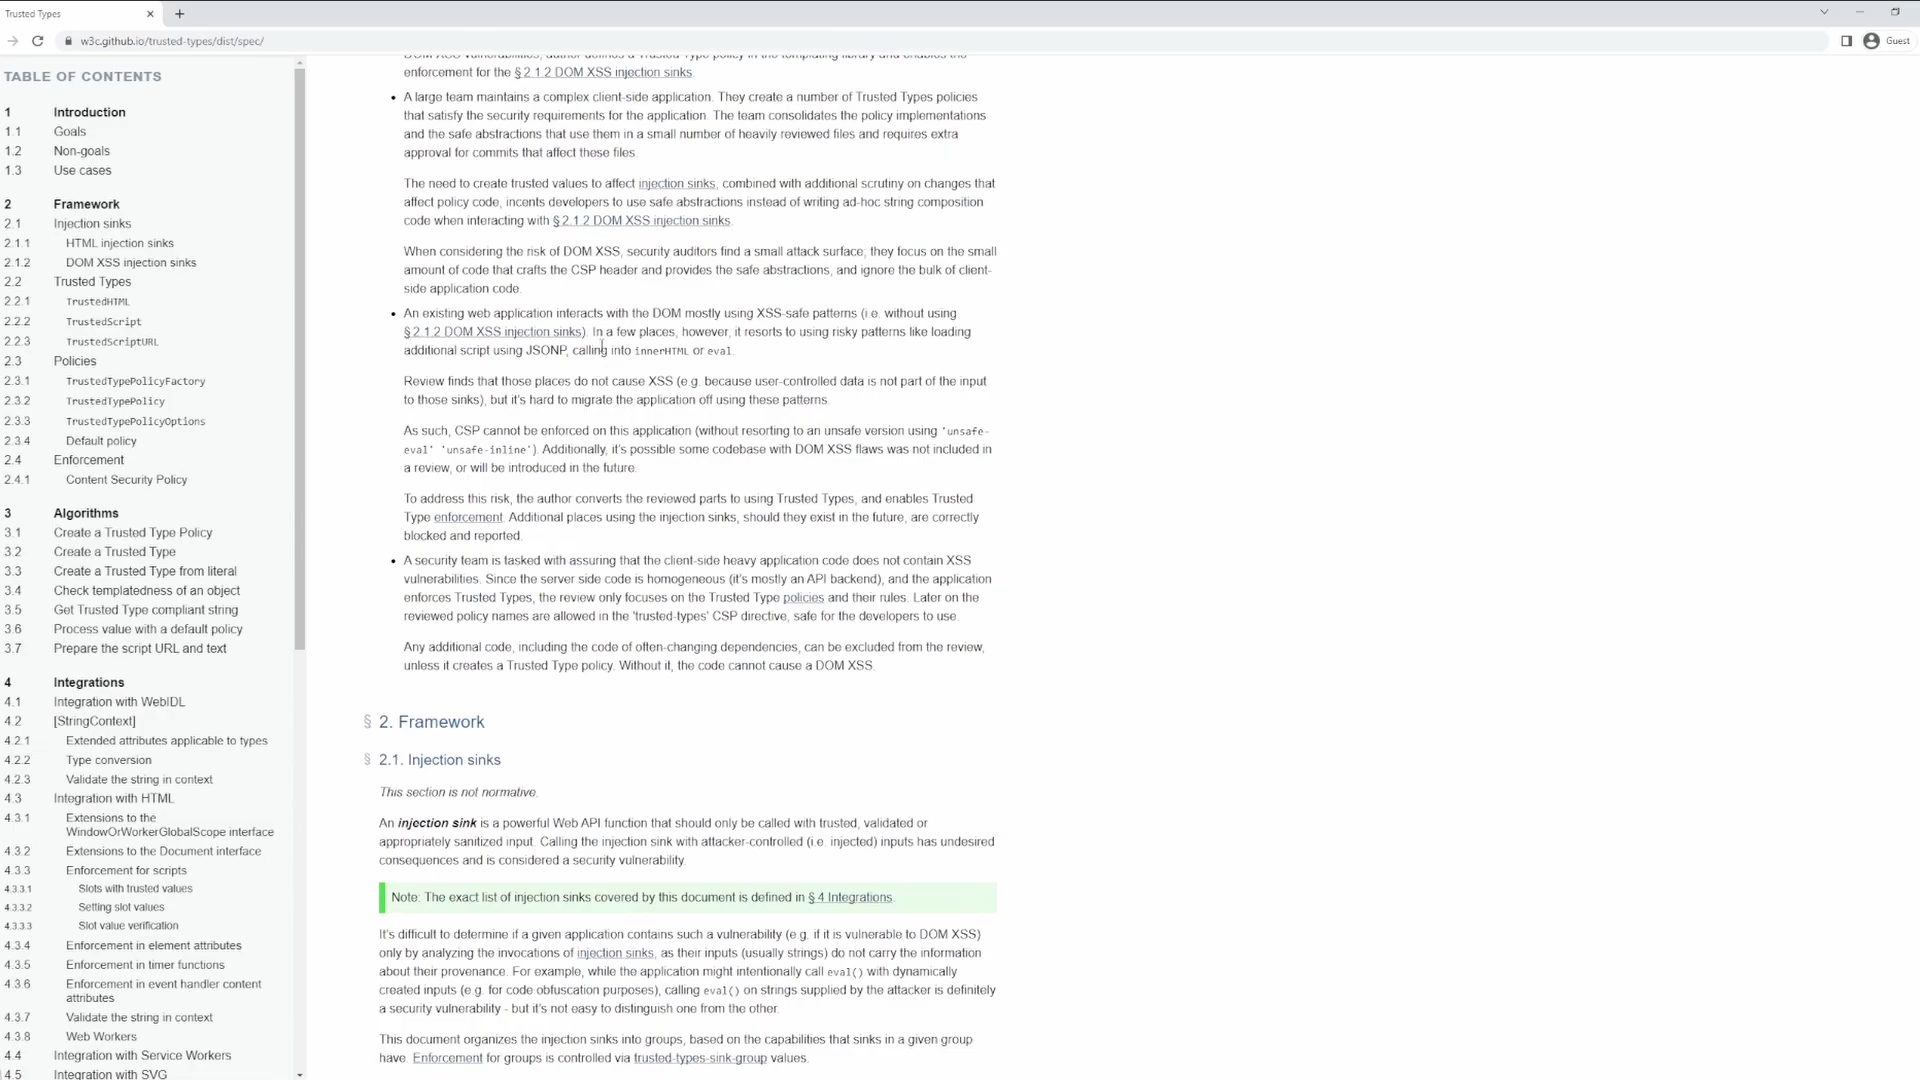 Trusted Types
w3c.github.io/trusted-types/dist/spec/
Guest
TABLE OF CONTENTS
1 Introduction
1.1 Goals
1.2 Non-goals
1.3 Use cases
2 Framework
2.1 Injection sinks
2.1.1 HTML injection sinks
2.1.2 DOM XSS injection sinks
2.2 Trusted Types
2.2.1 TrustedHTML
2.2.2 TrustedScript
2.2.3 TrustedScriptURL
2.3 Policies
2.3.1 TrustedTypePolicyFactory
2.3.2 TrustedTypePolicy
2.3.3 TrustedTypePolicyOptions
2.3.4 Default policy
2.4 Enforcement
2.4.1 Content Security Policy
3 Algorithms
3.1 Create a Trusted Type Policy
3.2 Create a Trusted Type
3.3 Create a Trusted Type from literal
3.4 Check templatedness of an object
3.5 Get Trusted Type compliant string
3.6 Process value with a default policy
3.7 Prepare the script URL and text
4 Integrations
4.1 Integration with WebIDL
4.2 [StringContext]
4.2.1 Extended attributes applicable to types
4.2.2 Type conversion
4.2.3 Validate the string in context
4.3 Integration with HTML
4.3.1 Extensions to the
WindowOrWorkerGlobalScope interface
4.3.2 Extensions to the Document interface
4.3.3 Enforcement for scripts
4.3.3.1 Slots with trusted values
4.3.3.2 Setting slot values
4.3.3.3 Slot value verification
4.3.4 Enforcement in element attributes
4.3.5 Enforcement in timer functions
4.3.6 Enforcement in event handler content
attributes
4.3.7 Validate the string in context
4.3.8 Web Workers
4.4 Integration with Service Workers
4.5 Integration with SVG
DOM XSS vulnerabilities, author defines a Trusted Type policy in the templating library and enables the
enforcement for the § 2.1.2 DOM XSS injection sinks.
• A large team maintains a complex client-side application. They create a number of Trusted Types policies
that satisfy the security requirements for the application. The team consolidates the policy implementations
and the safe abstractions that use them in a small number of heavily reviewed files and requires extra
approval for commits that affect these files.
The need to create trusted values to affect injection sinks, combined with additional scrutiny on changes that
affect policy code, incents developers to use safe abstractions instead of writing ad-hoc string composition
code when interacting with § 2.1.2 DOM XSS injection sinks.
When considering the risk of DOM XSS, security auditors find a small attack surface; they focus on the small
amount of code that crafts the CSP header and provides the safe abstractions, and ignore the bulk of client-
side application code.
• An existing web application interacts with the DOM mostly using XSS-safe patterns (i.e. without using
§ 2.1.2 DOM XSS injection sinks). In a few places, however, it resorts to using risky patterns like loading
additional script using JSONP, calling into innerHTML or eval.
Review finds that those places do not cause XSS (e.g. because user-controlled data is not part of the input
to those sinks), but it's hard to migrate the application off using these patterns.
As such, CSP cannot be enforced on this application (without resorting to an unsafe version using 'unsafe-
eval' 'unsafe-inline'). Additionally, it's possible some codebase with DOM XSS flaws was not included in
a review, or will be introduced in the future.
To address this risk, the author converts the reviewed parts to using Trusted Types, and enables Trusted
Type enforcement. Additional places using the injection sinks, should they exist in the future, are correctly
blocked and reported.
• A security team is tasked with assuring that the client-side heavy application code does not contain XSS
vulnerabilities. Since the server side code is homogeneous (it's mostly an API backend), and the application
enforces Trusted Types, the review only focuses on the Trusted Type policies and their rules. Later on the
reviewed policy names are allowed in the 'trusted-types' CSP directive, safe for the developers to use.
Any additional code, including the code of often-changing dependencies, can be excluded from the review,
unless it creates a Trusted Type policy. Without it, the code cannot cause a DOM XSS.
§ 2. Framework
§ 2.1. Injection sinks
This section is not normative.
An injection sink is a powerful Web API function that should only be called with trusted, validated or
appropriately sanitized input. Calling the injection sink with attacker-controlled (i.e. injected) inputs has undesired
consequences and is considered a security vulnerability.
Note: The exact list of injection sinks covered by this document is defined in § 4 Integrations.
It's difficult to determine if a given application contains such a vulnerability (e.g. if it is vulnerable to DOM XSS)
only by analyzing the invocations of injection sinks, as their inputs (usually strings) do not carry the information
about their provenance. For example, while the application might intentionally call eval() with dynamically
created inputs (e.g. for code obfuscation purposes), calling eval() on strings supplied by the attacker is definitely
a security vulnerability - but it's not easy to distinguish one from the other.
This document organizes the injection sinks into groups, based on the capabilities that sinks in a given group
have. Enforcement for groups is controlled via trusted-types-sink-group values.